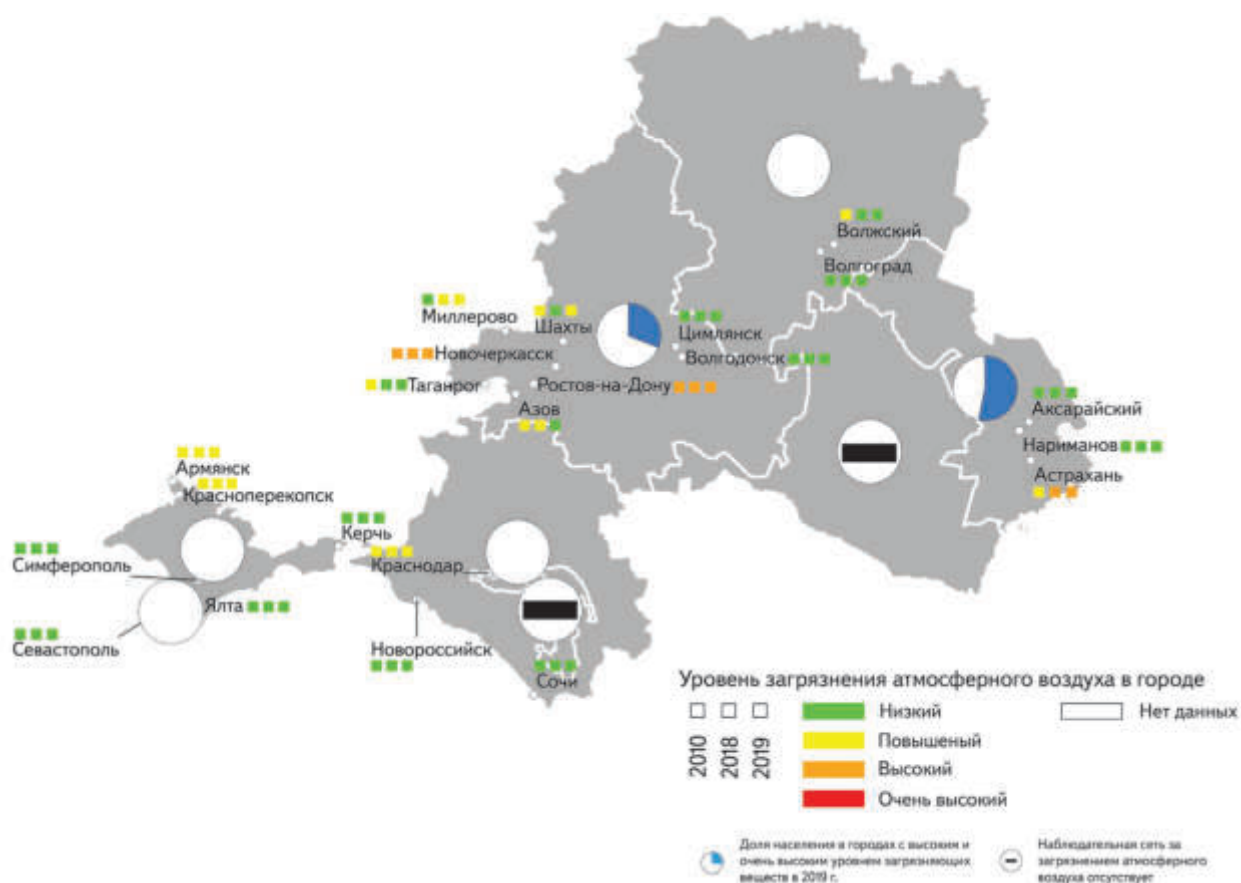 Волжский
Волгоград
Миллерово
Шахты
Цимлянск
Новочеркасск
Волгодонск
Таганрог
Ростов-на-Дону
Азов
Аксарайский
Нариманов
Астрахань
Армянск
Красноперекопск
Керчь
Симферополь
Краснодар
Ялта
Севастополь
Новороссийск
Сочи
Уровень загрязнения атмосферного воздуха в городе
2010
2018
2019
Низкий
Повышеный
Высокий
Очень высокий
Нет данных
Доля населения в городах с высоким и
очень высоким уровнем загрязняющих
веществ в 2019 г.
Наблюдательная сеть за
загрязнением атмосферного
воздуха отсутствует